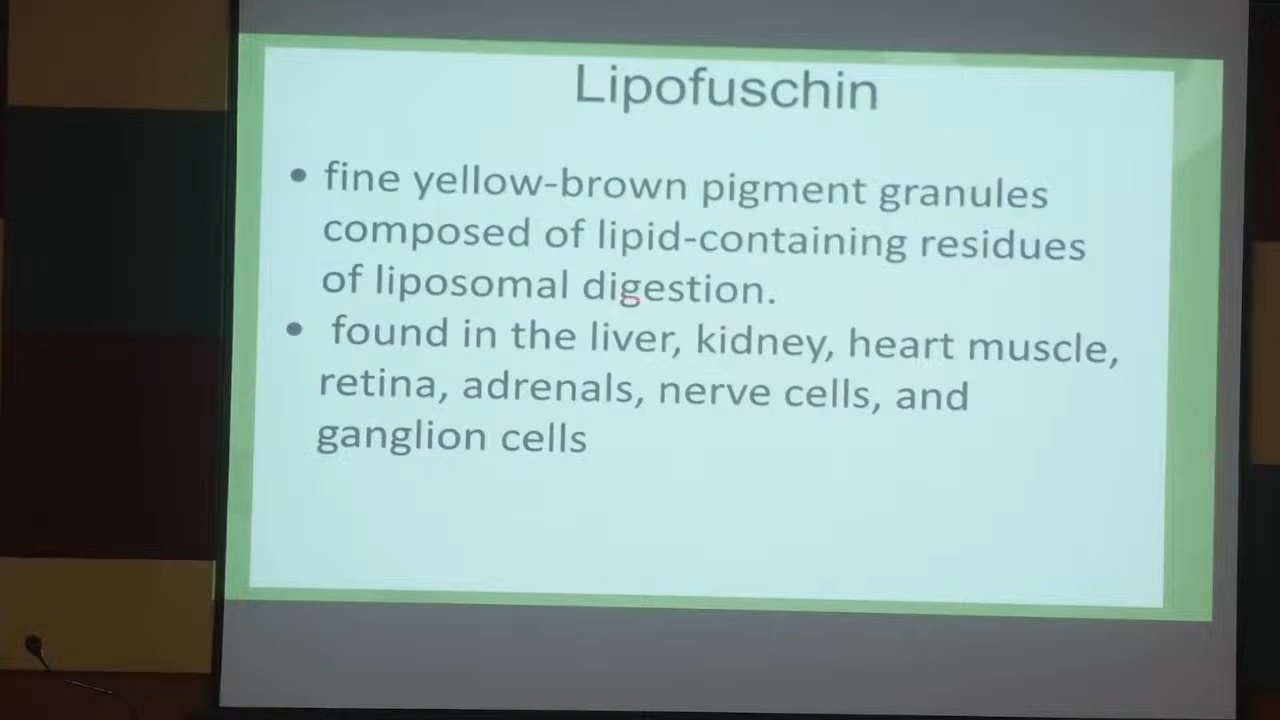 Lipofuschin
• fine yellow-brown pigment granules
composed of lipid-containing residues
of liposomal digestion.
• found in the liver, kidney, heart muscle,
retina, adrenals, nerve cells, and
ganglion cells